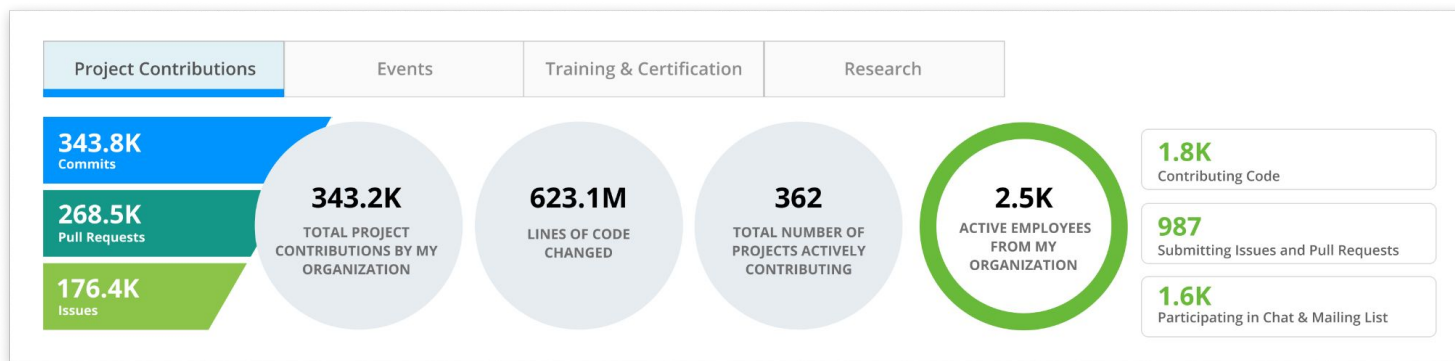 Project Contributions
Events
Training & Certification
Research
343.8K
Commits
268.5K
Pull Requests
176.4K
Issues
343.2K
TOTAL PROJECT
CONTRIBUTIONS BY MY
ORGANIZATION
623.1M
LINES OF CODE
CHANGED
362
TOTAL NUMBER OF
PROJECTS ACTIVELY
CONTRIBUTING
2.5K
ACTIVE EMPLOYEES
FROM MY
ORGANIZATION
1.8K
Contributing Code
987
Submitting Issues and Pull Requests
1.6K
Participating in Chat & Mailing List